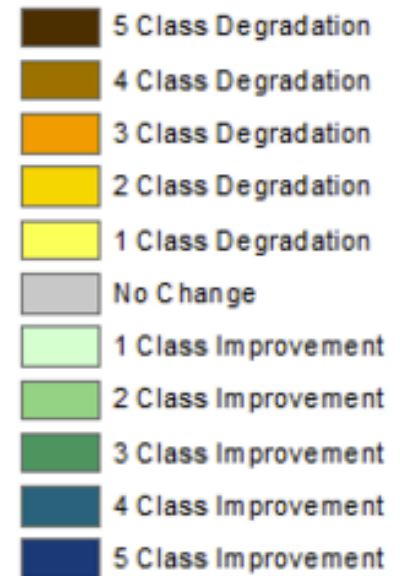 5 Class Degradation
4 Class Degradation
3 Class Degradation
2 Class Degradation
1 Class Degradation
No Change
1 Class Improvement
2 Class Improvement
3 Class Improvement
4 Class Improvement
5 Class Improvement